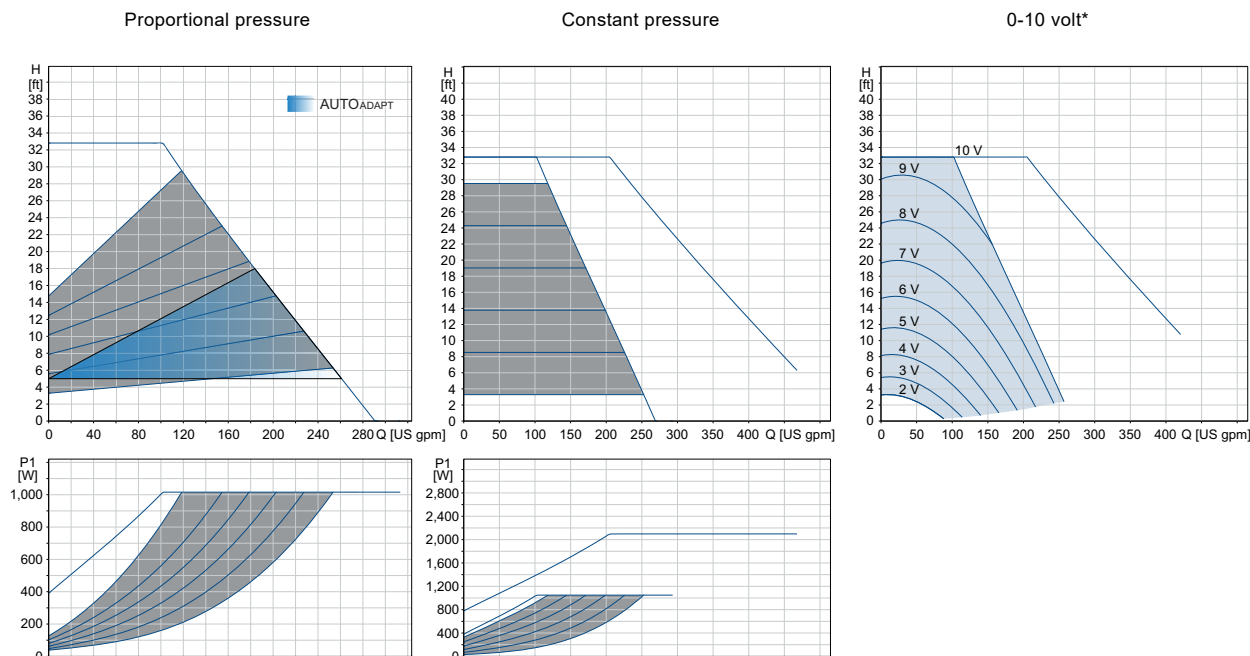 Proportional pressure
Constant pressure
0-10 volt*
H
[ft]
38
36
34
32
30
28
26
24
22
20
18
16
14
12
10
8
6
4
2
0
AUTOADAPT
0 40 80 120 160 200 240 280 Q [US gpm]
H
[ft]
40
38
36
34
32
30
28
26
24
22
20
18
16
14
12
10
8
6
4
2
0
0 50 100 150 200 250 300 350 400 Q [US gpm]
H
[ft]
40
38
36
34
32
30
28
26
24
22
20
18
16
14
12
10
8
6
4
2
0
10 V
9 V
8 V
7 V
6 V
5 V
4 V
3 V
2 V
0 50 100 150 200 250 300 350 400 Q [US gpm]
P1
[W]
1,000
800
600
400
200
0
P1
[W]
2,800
2,400
2,000
1,600
1,200
800
400
0